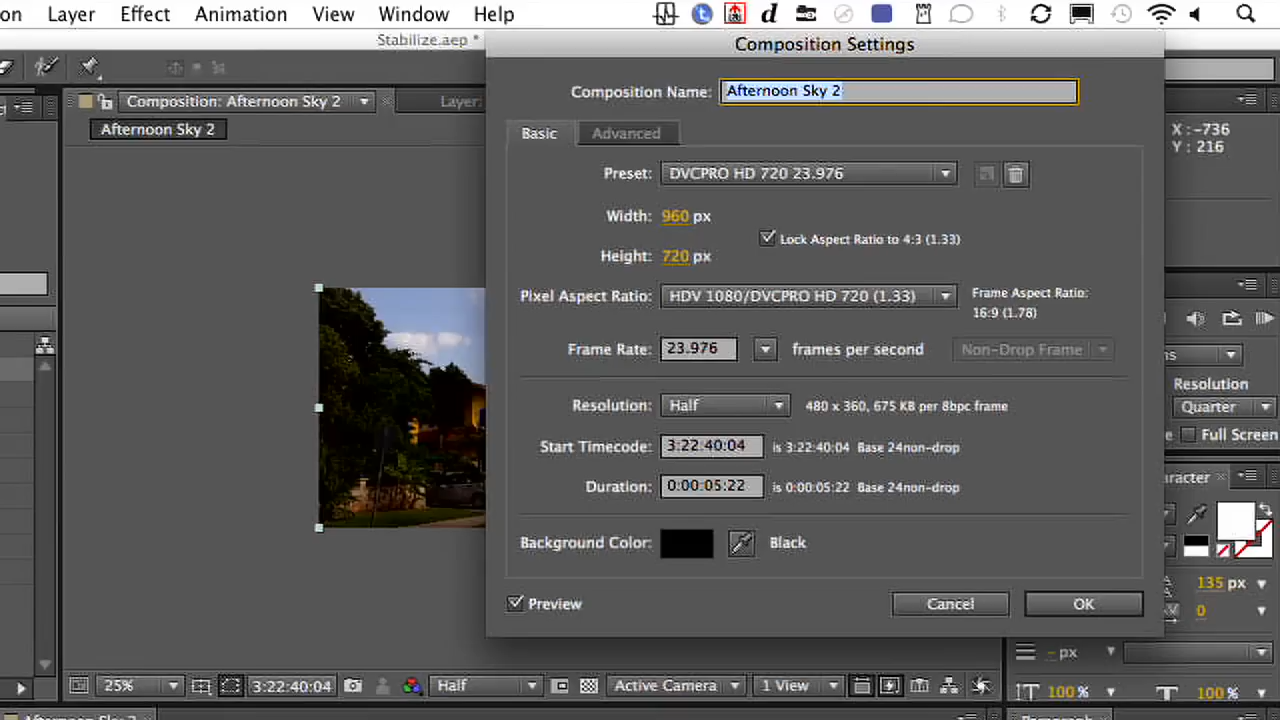 on Layer Effect Animation View Window Help
Stabilize.aep *
Composition Settings
Composition: Afternoon Sky 2
Layer:
Afternoon Sky 2
Composition Name: Afternoon Sky 2
Basic Advanced
Preset: DVCPRO HD 720 23.976
Width: 960 px
Lock Aspect Ratio to 4:3 (1.33)
Height: 720 px
Pixel Aspect Ratio: HDV 1080/DVCPRO HD 720 (1.33)
Frame Aspect Ratio:
16:9 (1.78)
Frame Rate: 23.976 frames per second Non-Drop Frame
Resolution: Half 480 x 360, 675 KB per 8bpc frame
Start Timecode: 3:22:40:04 is 3:22:40:04 Base 24non-drop
Duration: 0:00:05:22 is 0:00:05:22 Base 24non-drop
Background Color: Black
Preview Cancel OK
X : -736
Y : 216
ns
Resolution
Quarter
e Full Screen
aracter
135 px
0
- px
100 % 100 %
25% 3:22:40:04 Half Active Camera 1 View
Afternoon Sky 2
Paragraph